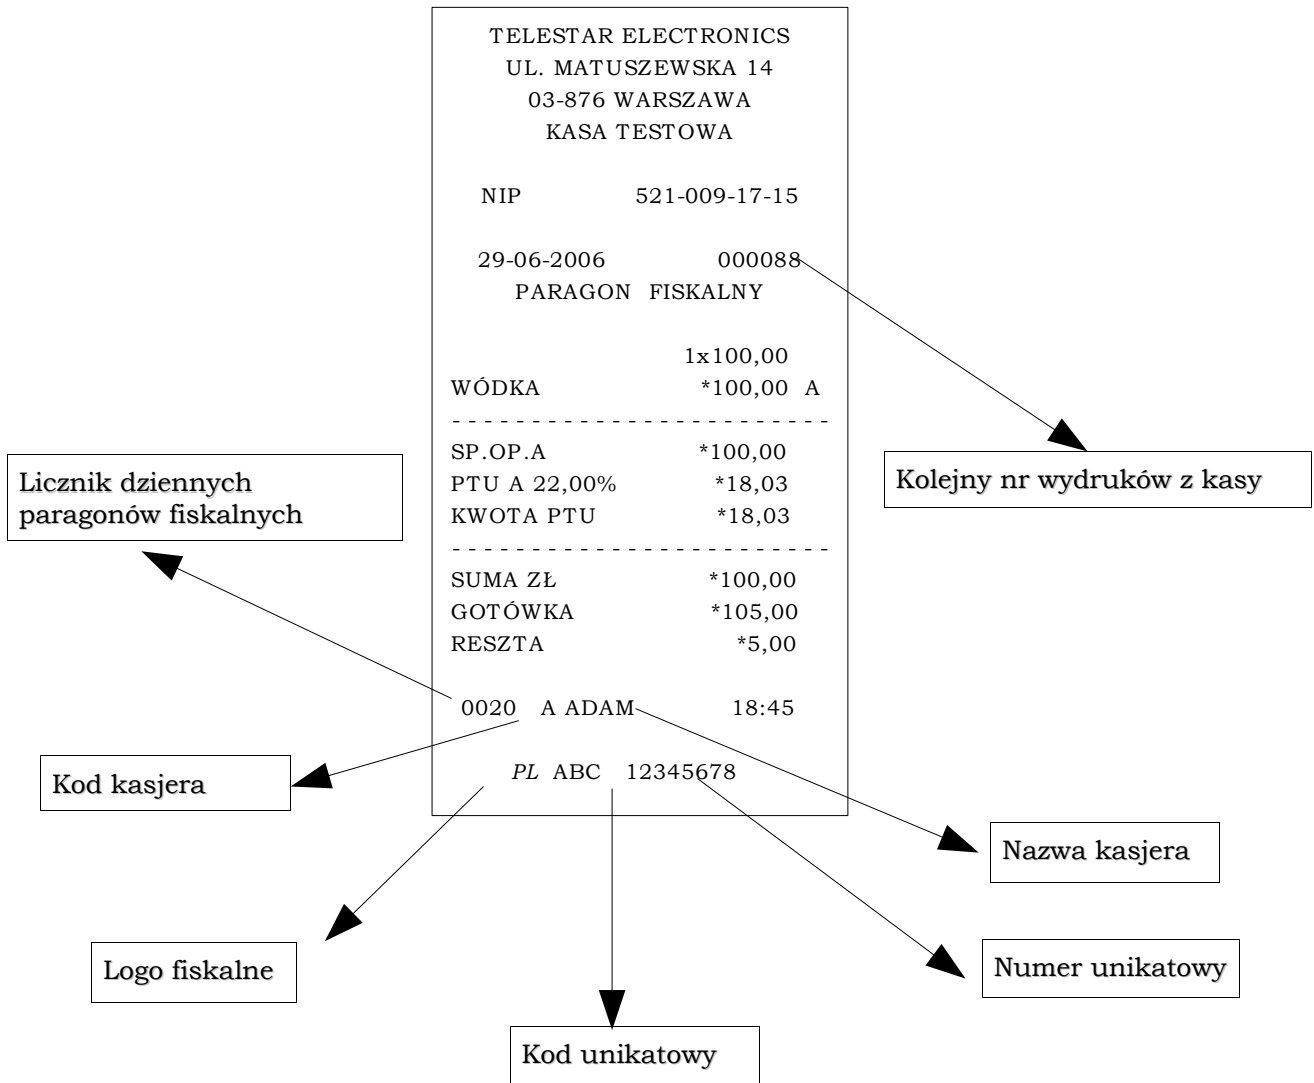 TELESTAR ELECTRONICS
UL. MATUSZEWSKA 14
03-876 WARSZAWA
KASA TESTOWA
NIP 521-009-17-15
29-06-2006 000088
PARAGON FISKALNY
1x100,00
WÓDKA *100,00 A
- - - - - - - - - - - - - - - - - - - - - - - -
SP.OP.A *100,00
PTU A 22,00% *18,03
KWOTA PTU *18,03
- - - - - - - - - - - - - - - - - - - - - - - -
SUMA ZŁ *100,00
GOTÓWKA *105,00
RESZTA *5,00
0020 A ADAM 18:45
PL ABC 12345678
Licznik dziennych
paragonów fiskalnych
Kolejny nr wydruków z kasy
Kod kasjera
Nazwa kasjera
Logo fiskalne
Numer unikatowy
Kod unikatowy